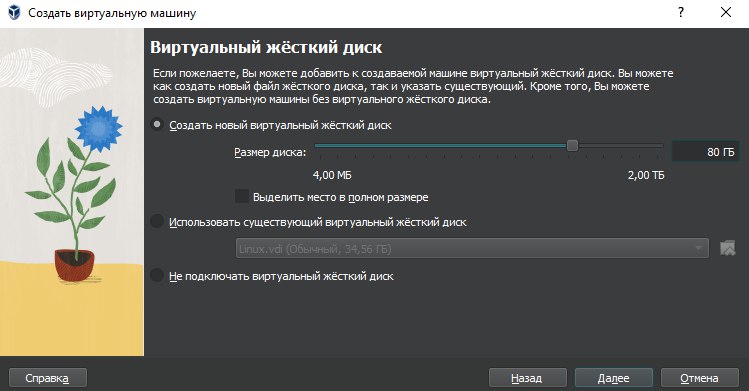 Создать виртуальную машину
Виртуальный жёсткий диск
Если пожелаете, Вы можете добавить к создаваемой машине виртуальный жёсткий диск. Вы можете
как создать новый файл жёсткого диска, так и указать существующий. Кроме того, Вы можете
создать виртуальную машины без виртуального жёсткого диска.
Создать новый виртуальный жёсткий диск
Размер диска:
80 ГБ
4,00 МБ
2,00 ТБ
Выделить место в полном размере
Использовать существующий виртуальный жёсткий диск
Linux.vdi (Обычный, 34,56 ГБ)
Не подключать виртуальный жёсткий диск
Справка
Назад
Далее
Отмена